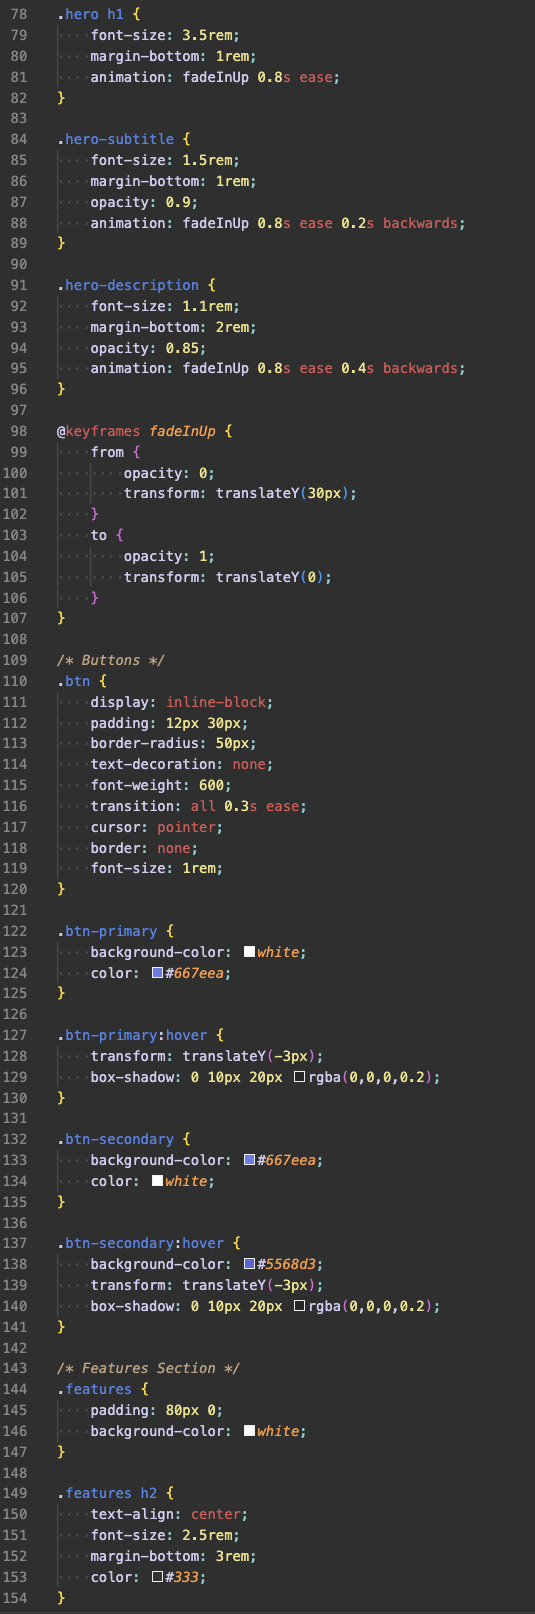 78 .hero h1 {
79     font-size: 3.5rem;
80     margin-bottom: 1rem;
81     animation: fadeInUp 0.8s ease;
82 }
83
84 .hero-subtitle {
85     font-size: 1.5rem;
86     margin-bottom: 1rem;
87     opacity: 0.9;
88     animation: fadeInUp 0.8s ease 0.2s backwards;
89 }
90
91 .hero-description {
92     font-size: 1.1rem;
93     margin-bottom: 2rem;
94     opacity: 0.85;
95     animation: fadeInUp 0.8s ease 0.4s backwards;
96 }
97
98 @keyframes fadeInUp {
99     from {
100         opacity: 0;
101         transform: translateY(30px);
102     }
103     to {
104         opacity: 1;
105         transform: translateY(0);
106     }
107 }
108
109 /* Buttons */
110 .btn {
111     display: inline-block;
112     padding: 12px 30px;
113     border-radius: 50px;
114     text-decoration: none;
115     font-weight: 600;
116     transition: all 0.3s ease;
117     cursor: pointer;
118     border: none;
119     font-size: 1rem;
120 }
121
122 .btn-primary {
123     background-color: white;
124     color: #667eea;
125 }
126
127 .btn-primary:hover {
128     transform: translateY(-3px);
129     box-shadow: 0 10px 20px rgba(0,0,0,0.2);
130 }
131
132 .btn-secondary {
133     background-color: #667eea;
134     color: white;
135 }
136
137 .btn-secondary:hover {
138     background-color: #5568d3;
139     transform: translateY(-3px);
140     box-shadow: 0 10px 20px rgba(0,0,0,0.2);
141 }
142
143 /* Features Section */
144 .features {
145     padding: 80px 0;
146     background-color: white;
147 }
148
149 .features h2 {
150     text-align: center;
151     font-size: 2.5rem;
152     margin-bottom: 3rem;
153     color: #333;
154 }